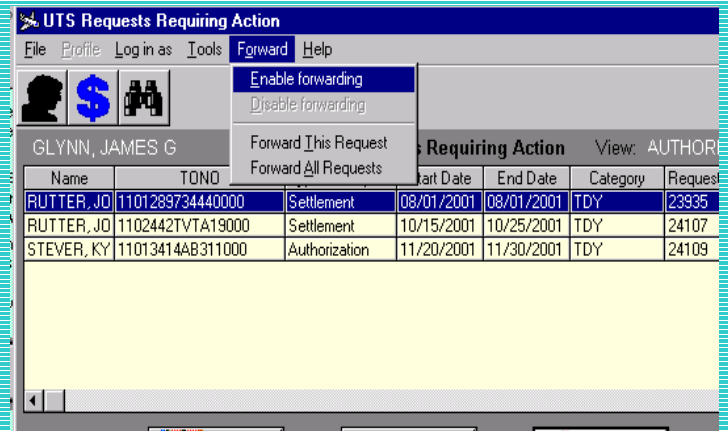 UTS Requests Requiring Action
File Profile Log in as Tools Forward Help
Enable forwarding
Disable forwarding
Forward This Request
Forward All Requests
GLYNN, JAMES G Requiring Action View:
Name TONO Start Date End Date Category Request
RUTTER, JO 1101289734440000 Settlement 08/01/2001 08/01/2001 TDY 23935
RUTTER, JO 1102442TVTA19000 Settlement 10/15/2001 10/25/2001 TDY 24107
STEVER, KY 11013414AB311000 Authorization 11/20/2001 11/30/2001 TDY 24109